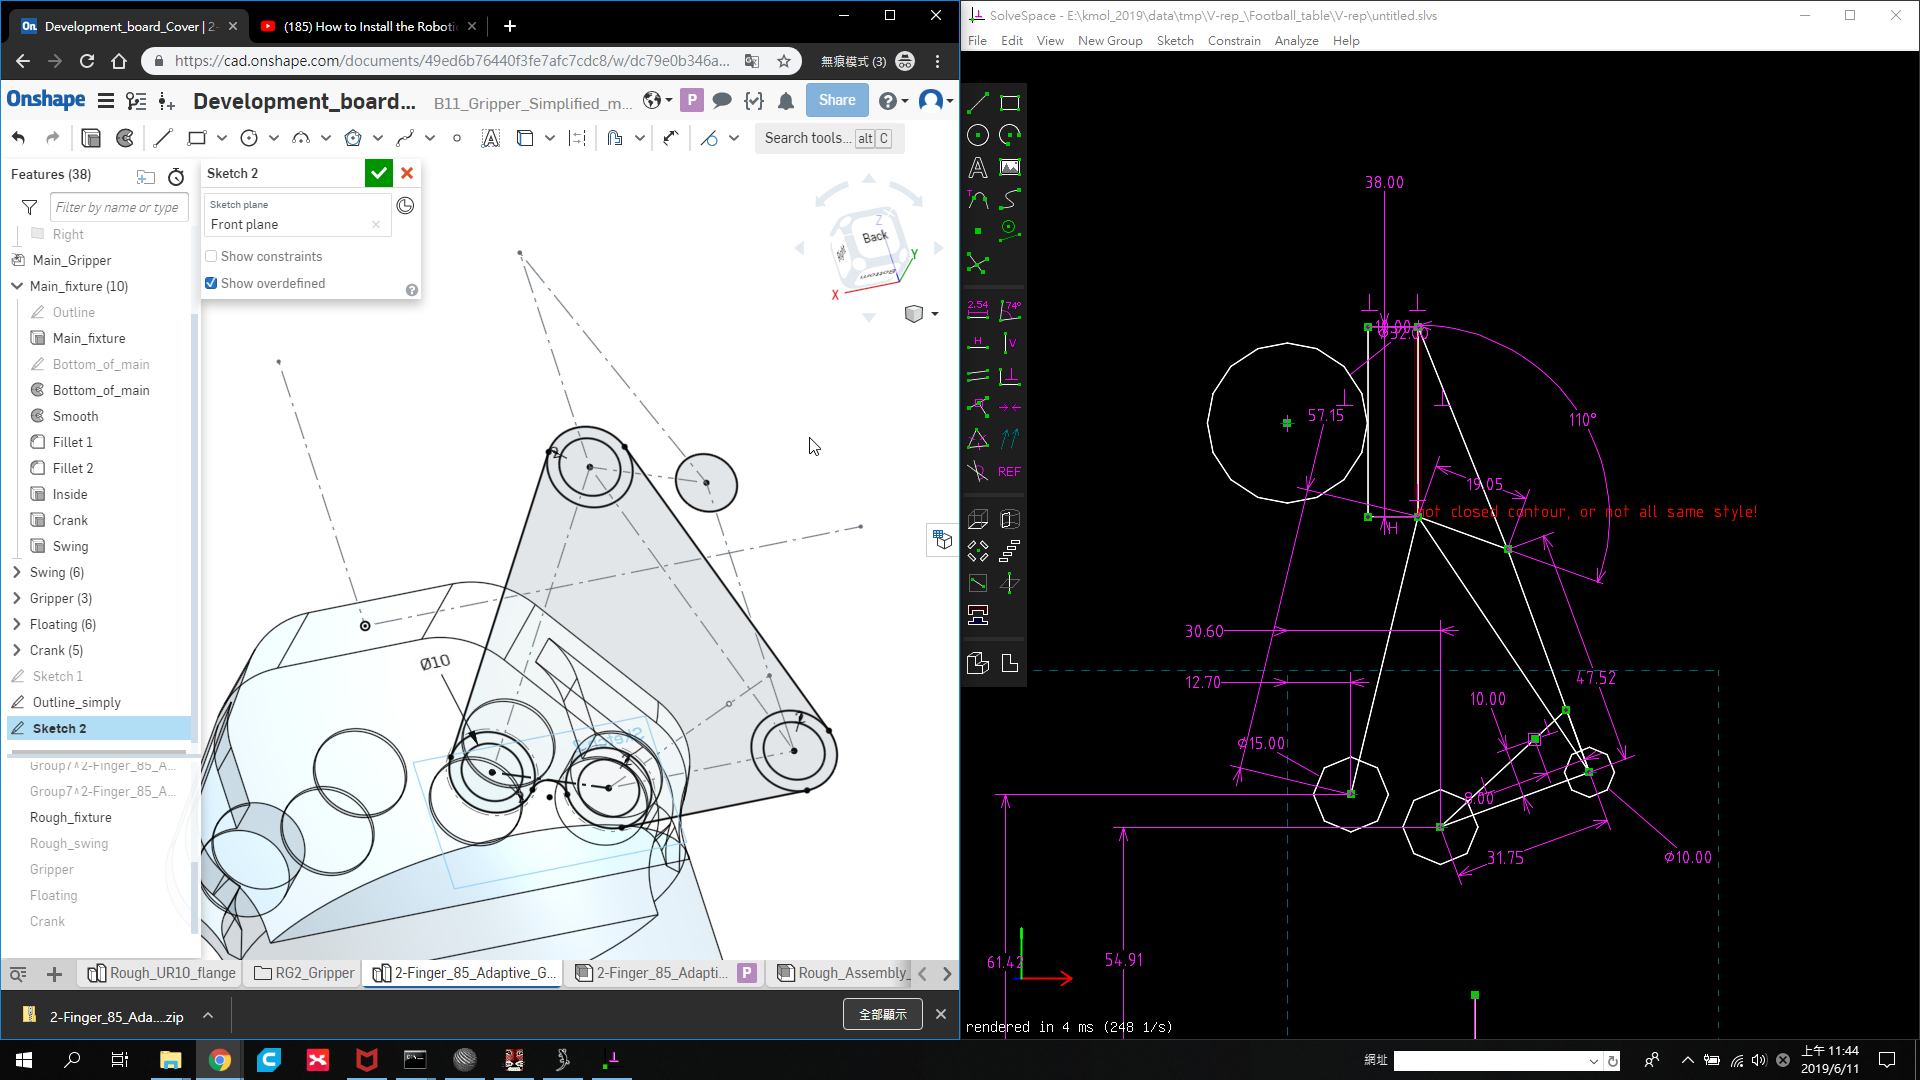 Development_board_Cover | 2-
(185) How to Install the Roboti
https://cad.onshape.com/documents/49ed6b76440f3fe7afc7cdc8/w/dc79e0b346a...
無痕模式 (3)
Onshape
Development_board...
B11_Gripper_Simplified_m...
P
Share
Search tools...
alt C
Features (38)
Filter by name or type
Right
Main_Gripper
Main_fixture (10)
Outline
Main_fixture
Bottom_of_main
Bottom_of_main
Smooth
Fillet 1
Fillet 2
Inside
Crank
Swing
Swing (6)
Gripper (3)
Floating (6)
Crank (5)
Sketch 1
Outline_simply
Sketch 2
Group7^2-Finger_85_A...
Group7^2-Finger_85_A...
Rough_fixture
Rough_swing
Gripper
Floating
Crank
Sketch 2
Sketch plane
Front plane
Show constraints
Show overdefined
Back
Bottom
Z
Y
X
Ø10
Rough_UR10_flange
RG2_Gripper
2-Finger_85_Adaptive_G...
2-Finger_85_Adapti...
P
Rough_Assembly_
2-Finger_85_Ada....zip
全部顯示
SolveSpace - E:\kmol_2019\data\tmp\V-rep_\Football_table\V-rep\untitled.slvs
File Edit View New Group Sketch Constrain Analyze Help
2.54
74°
H
V
REF
38.00
57.15
110°
19.05
not closed contour, or not all same style!
H
30.60
12.70
47.52
10.00
ø15.00
8.00
31.75
ø10.00
61.42
54.91
rendered in 4 ms (248 1/s)
網址
上午 11:44
2019/6/11